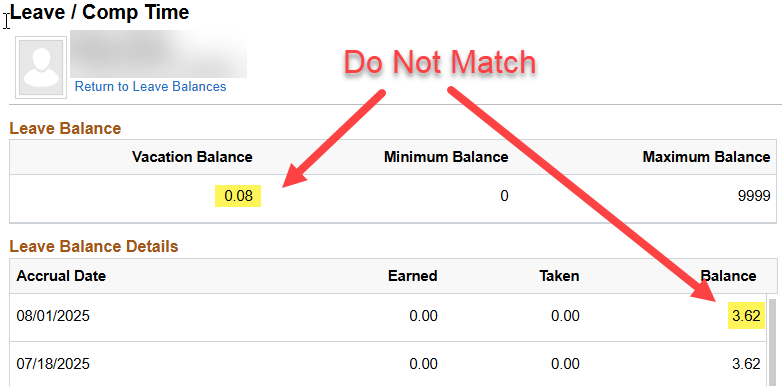 Leave / Comp Time
Do Not Match
Return to Leave Balances
Leave Balance
Vacation Balance Minimum Balance Maximum Balance
0.08 0 9999
Leave Balance Details
Accrual Date Earned Taken Balance
08/01/2025 0.00 0.00 3.62
07/18/2025 0.00 0.00 3.62